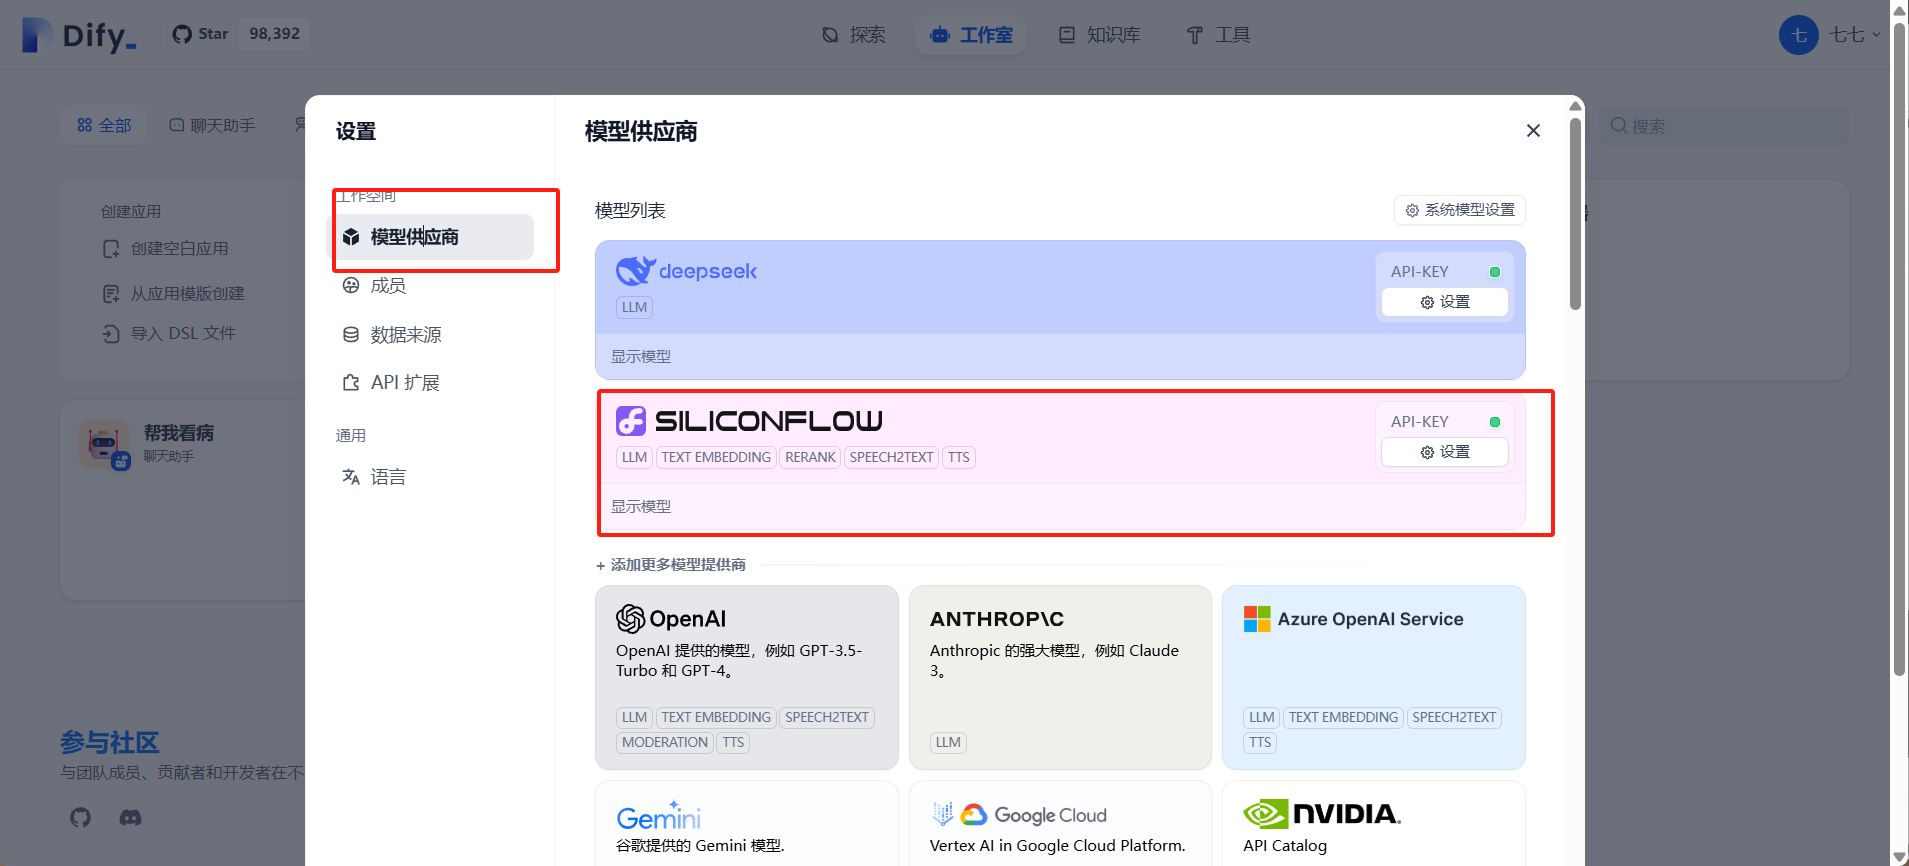 Dify_
Star 98,392
探索
工作室
知识库
工具
七 七七
全部
聊天助手
搜索
创建应用
创建空白应用
从应用模版创建
导入 DSL 文件
帮我看病
聊天助手
参与社区
与团队成员、贡献者和开发者在不
设置
工作空间
模型供应商
成员
数据来源
API 扩展
通用
语言
模型供应商
模型列表
系统模型设置
deepseek
LLM
API-KEY
设置
显示模型
SILICONFLOW
LLM TEXT EMBEDDING RERANK SPEECH2TEXT TTS
API-KEY
设置
显示模型
+ 添加更多模型提供商
OpenAI
OpenAI 提供的模型，例如 GPT-3.5-
Turbo 和 GPT-4。
LLM TEXT EMBEDDING SPEECH2TEXT
MODERATION TTS
ANTHROP\C
Anthropic 的强大模型，例如 Claude
3。
LLM
Azure OpenAI Service
LLM TEXT EMBEDDING SPEECH2TEXT
TTS
Gemini
谷歌提供的 Gemini 模型.
Google Cloud
Vertex AI in Google Cloud Platform.
NVIDIA.
API Catalog